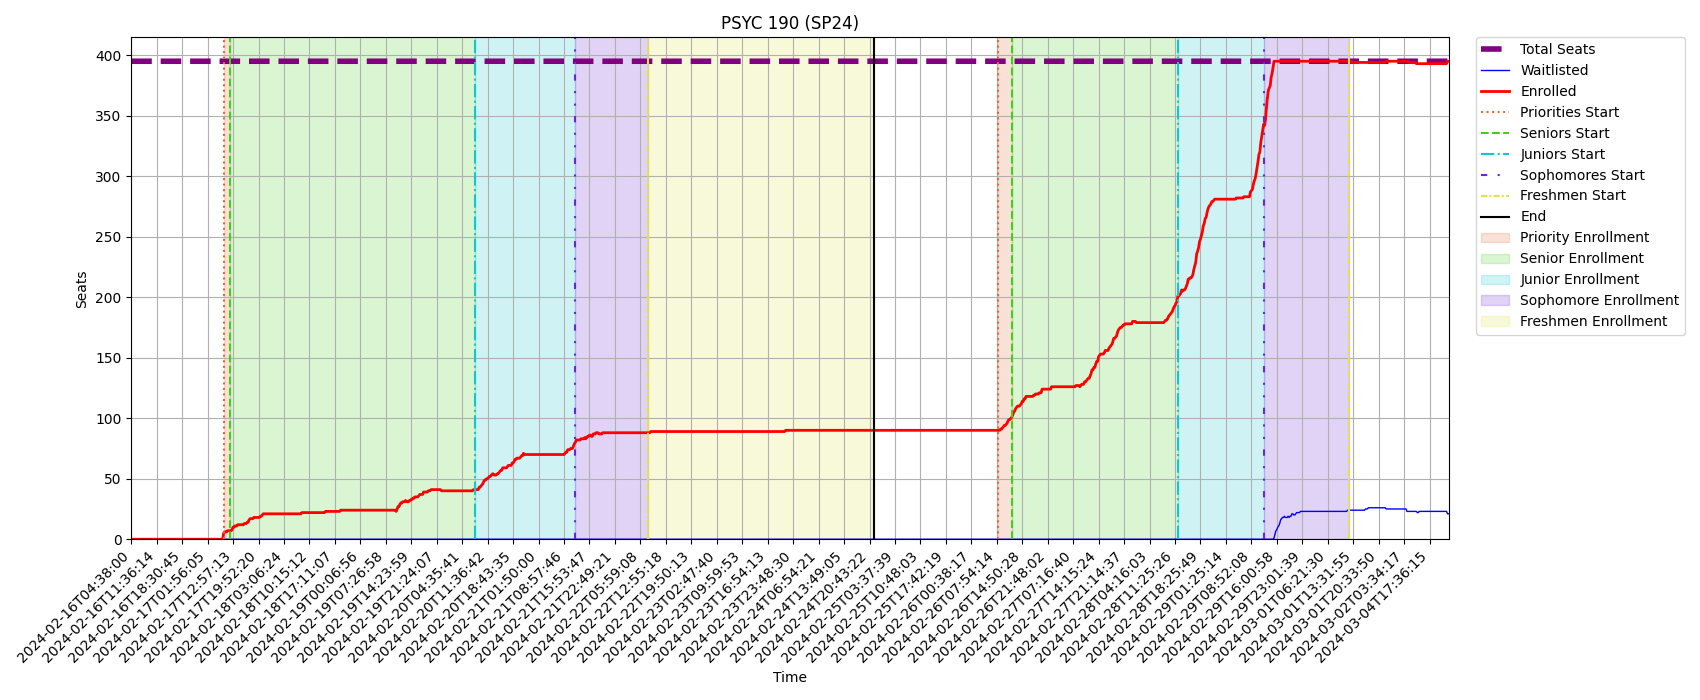 PSYC 190 (SP24)
Seats
400
350
300
250
200
150
100
50
0
2024-02-16T04:38:00
2024-02-16T11:36:14
2024-02-16T18:30:45
2024-02-17T01:56:05
2024-02-17T12:57:13
2024-02-17T19:52:20
2024-02-18T03:06:24
2024-02-18T10:15:12
2024-02-18T17:11:07
2024-02-19T00:06:56
2024-02-19T07:26:58
2024-02-19T14:23:59
2024-02-19T21:24:07
2024-02-20T04:35:41
2024-02-20T11:36:42
2024-02-20T18:43:35
2024-02-21T01:50:00
2024-02-21T08:57:46
2024-02-21T15:53:47
2024-02-21T22:49:21
2024-02-22T05:59:08
2024-02-22T12:55:18
2024-02-22T19:50:13
2024-02-23T02:47:40
2024-02-23T09:59:53
2024-02-23T16:54:13
2024-02-23T23:48:30
2024-02-24T06:54:21
2024-02-24T13:49:05
2024-02-24T20:43:22
2024-02-25T03:37:39
2024-02-25T10:48:03
2024-02-25T17:42:19
2024-02-26T00:38:17
2024-02-26T07:54:14
2024-02-26T14:50:28
2024-02-26T21:48:02
2024-02-27T07:16:40
2024-02-27T14:15:24
2024-02-27T21:14:37
2024-02-28T04:16:03
2024-02-28T11:25:26
2024-02-28T18:25:49
2024-02-29T01:25:14
2024-02-29T08:52:08
2024-02-29T16:00:58
2024-02-29T23:01:39
2024-03-01T06:21:30
2024-03-01T13:31:55
2024-03-01T20:33:50
2024-03-02T03:34:17
2024-03-04T17:36:15
Time
Total Seats
Waitlisted
Enrolled
Priorities Start
Seniors Start
Juniors Start
Sophomores Start
Freshmen Start
End
Priority Enrollment
Senior Enrollment
Junior Enrollment
Sophomore Enrollment
Freshmen Enrollment